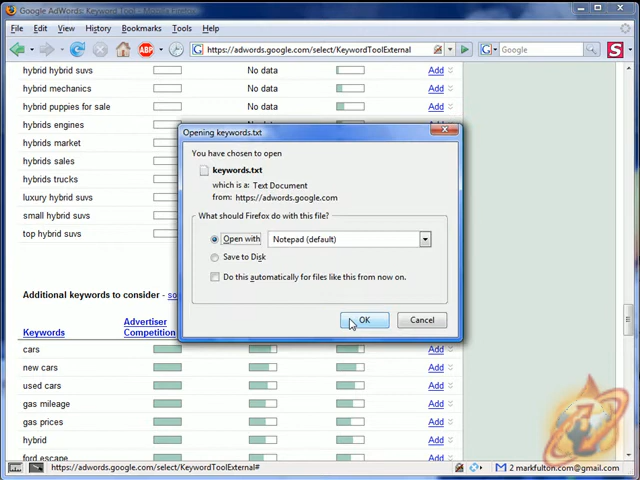 Google AdWords: Keyword Tool - Mozilla Firefox
File Edit View History Bookmarks Tools Help
ABP G https://adwords.google.com/select/KeywordToolExternal G Google S
hybrid hybrid suvs No data Add
hybrid mechanics No data Add
hybrid puppies for sale No data Add
hybrids engines
hybrids market
hybrids sales
hybrids trucks
luxury hybrid suvs
small hybrid suvs
top hybrid suvs
Opening keywords.txt
You have chosen to open
keywords.txt
which is a: Text Document
from: https://adwords.google.com
What should Firefox do with this file?
Open with Notepad (default)
Save to Disk
Do this automatically for files like this from now on.
OK Cancel
Add
Add
Add
Add
Add
Add
Add
Additional keywords to consider - so
Keywords Advertiser Competition
cars Add
new cars Add
used cars Add
gas mileage Add
gas prices Add
hybrid Add
ford escape Add
https://adwords.google.com/select/KeywordToolExternal# 2 markfulton.com@gmail.com